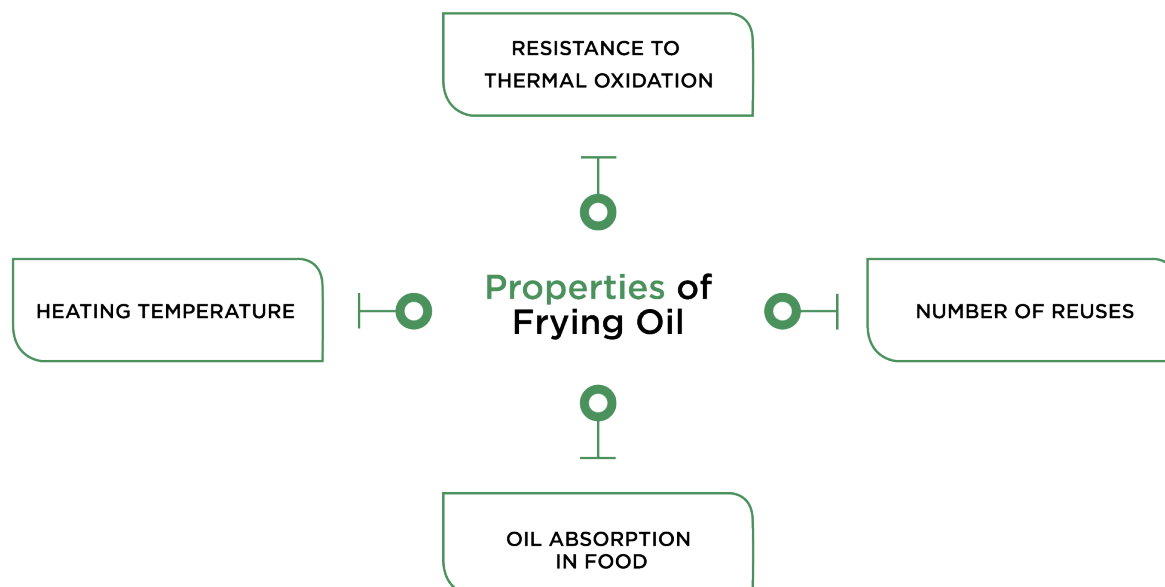 RESISTANCE TO
THERMAL OXIDATION
HEATING TEMPERATURE
Properties of
Frying Oil
NUMBER OF REUSES
OIL ABSORPTION
IN FOOD